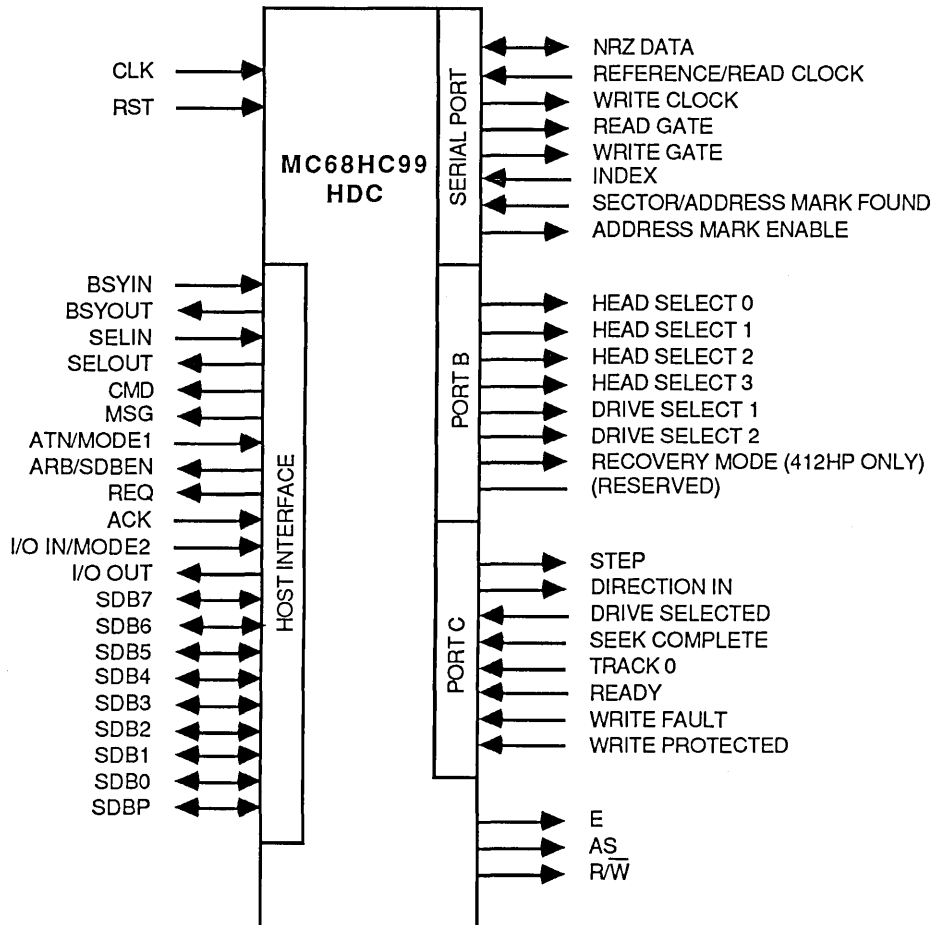 CLK
RST
MC68HC99
HDC
SERIAL PORT
NRZ DATA
REFERENCE/READ CLOCK
WRITE CLOCK
READ GATE
WRITE GATE
INDEX
SECTOR/ADDRESS MARK FOUND
ADDRESS MARK ENABLE
BSYIN
BSYOUT
SELIN
SELOUT
CMD
MSG
ATN/MODE1
ARB/SDBEN
REQ
ACK
I/O IN/MODE2
I/O OUT
SDB7
SDB6
SDB5
SDB4
SDB3
SDB2
SDB1
SDB0
SDBP
HOST INTERFACE
PORT B
HEAD SELECT 0
HEAD SELECT 1
HEAD SELECT 2
HEAD SELECT 3
DRIVE SELECT 1
DRIVE SELECT 2
RECOVERY MODE (412HP ONLY)
(RESERVED)
PORT C
STEP
DIRECTION IN
DRIVE SELECTED
SEEK COMPLETE
TRACK 0
READY
WRITE FAULT
WRITE PROTECTED
E
AS
R/W̅